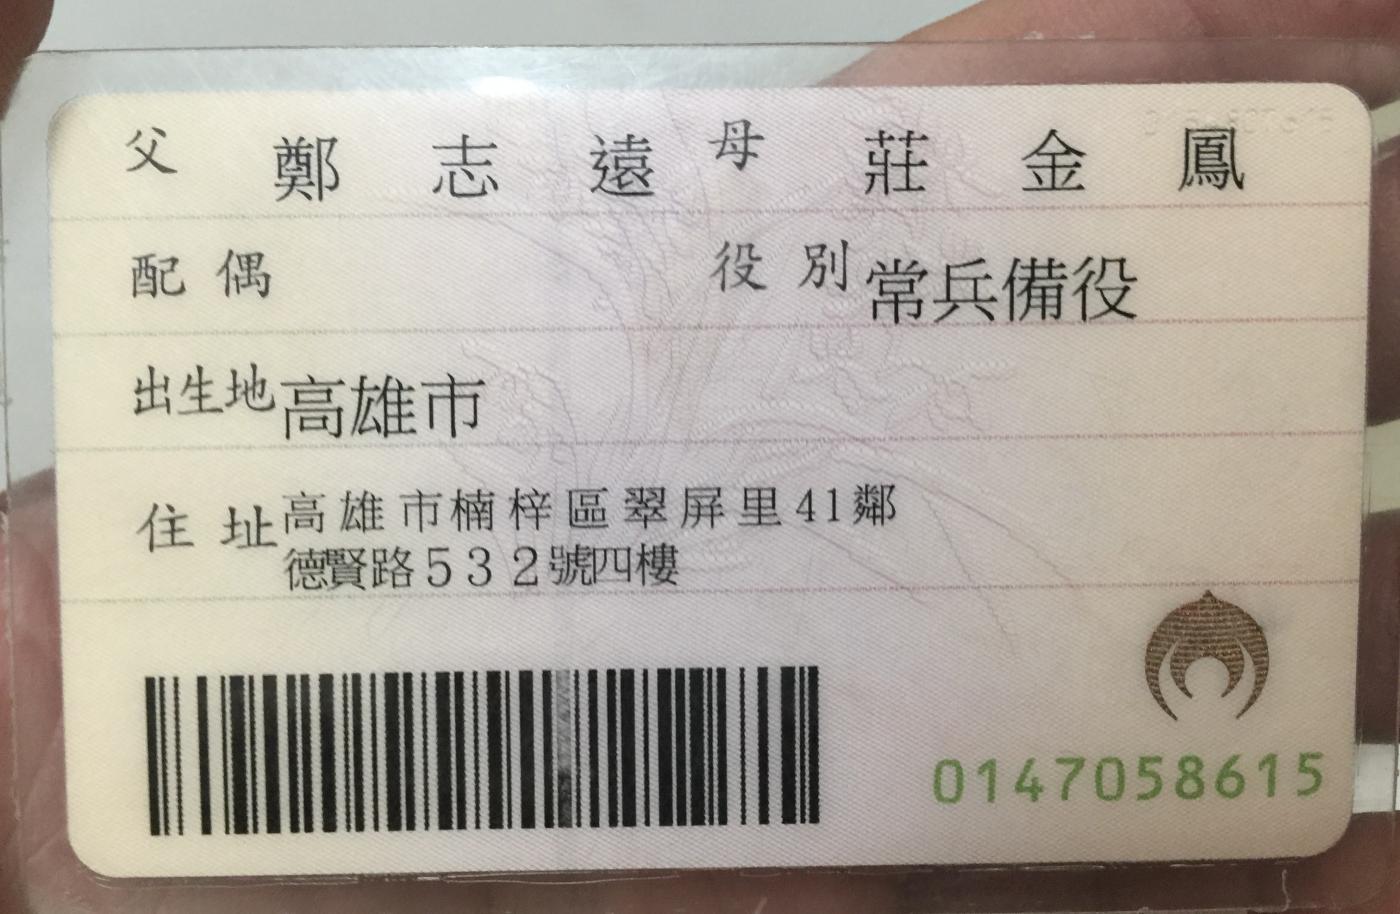 父 鄭志遠 母 莊金鳳
配偶 役別 常兵備役
出生地 高雄市
住址 高雄市楠梓區翠屏里41鄰
德賢路532號四樓
0147058615